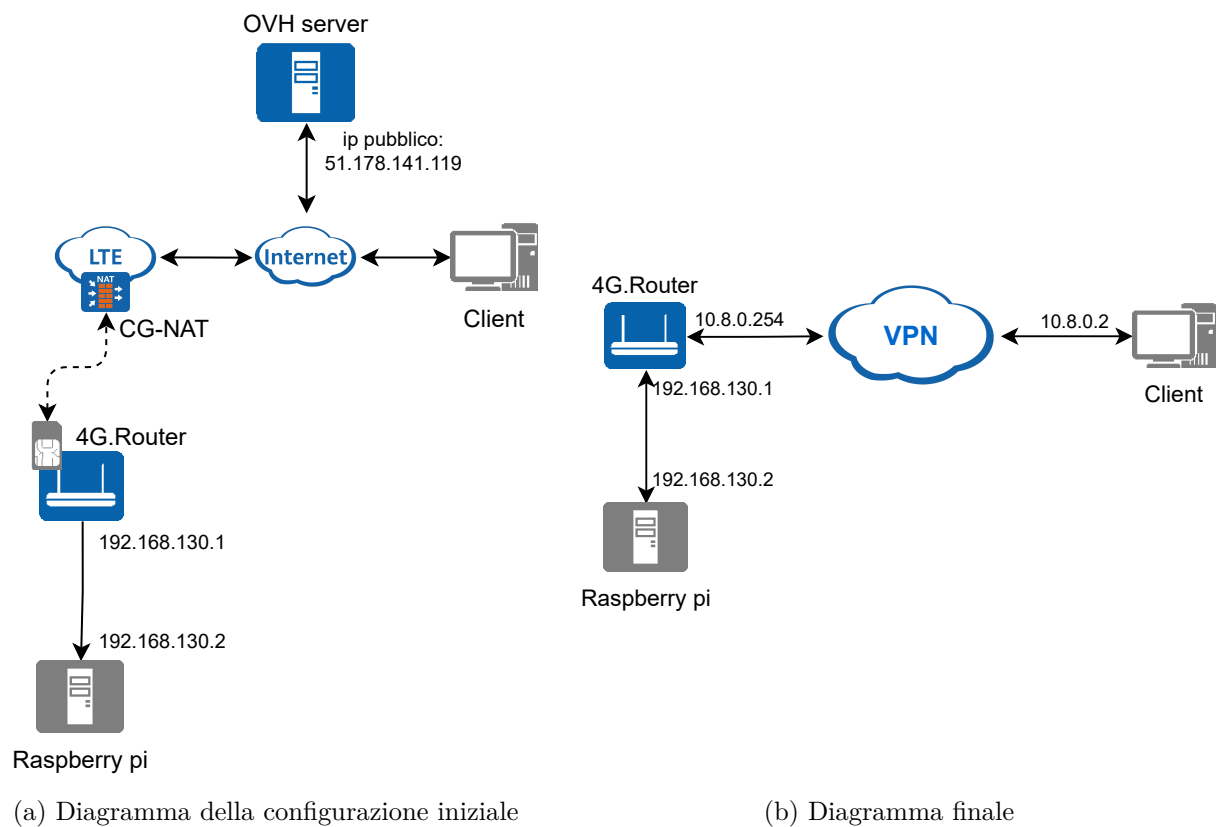 OVH server
ip pubblico:
51.178.141.119
LTE
NAT
Internet
CG-NAT
Client
4G.Router
192.168.130.1
192.168.130.2
Raspberry pi
(a) Diagramma della configurazione iniziale
4G.Router
10.8.0.254
VPN
10.8.0.2
Client
192.168.130.1
192.168.130.2
Raspberry pi
(b) Diagramma finale